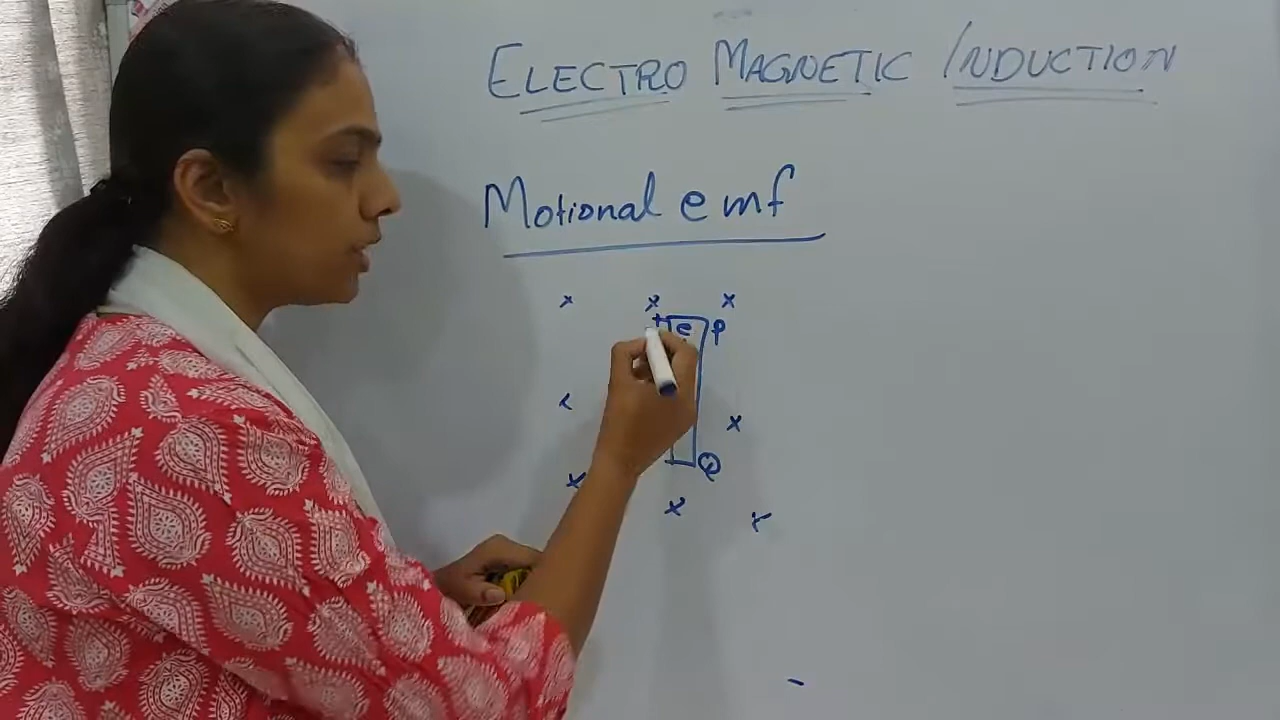 ELECTRO MAGNETIC INDUCTION
Motional emf
x x x
+ e P
x x
x Q
x x